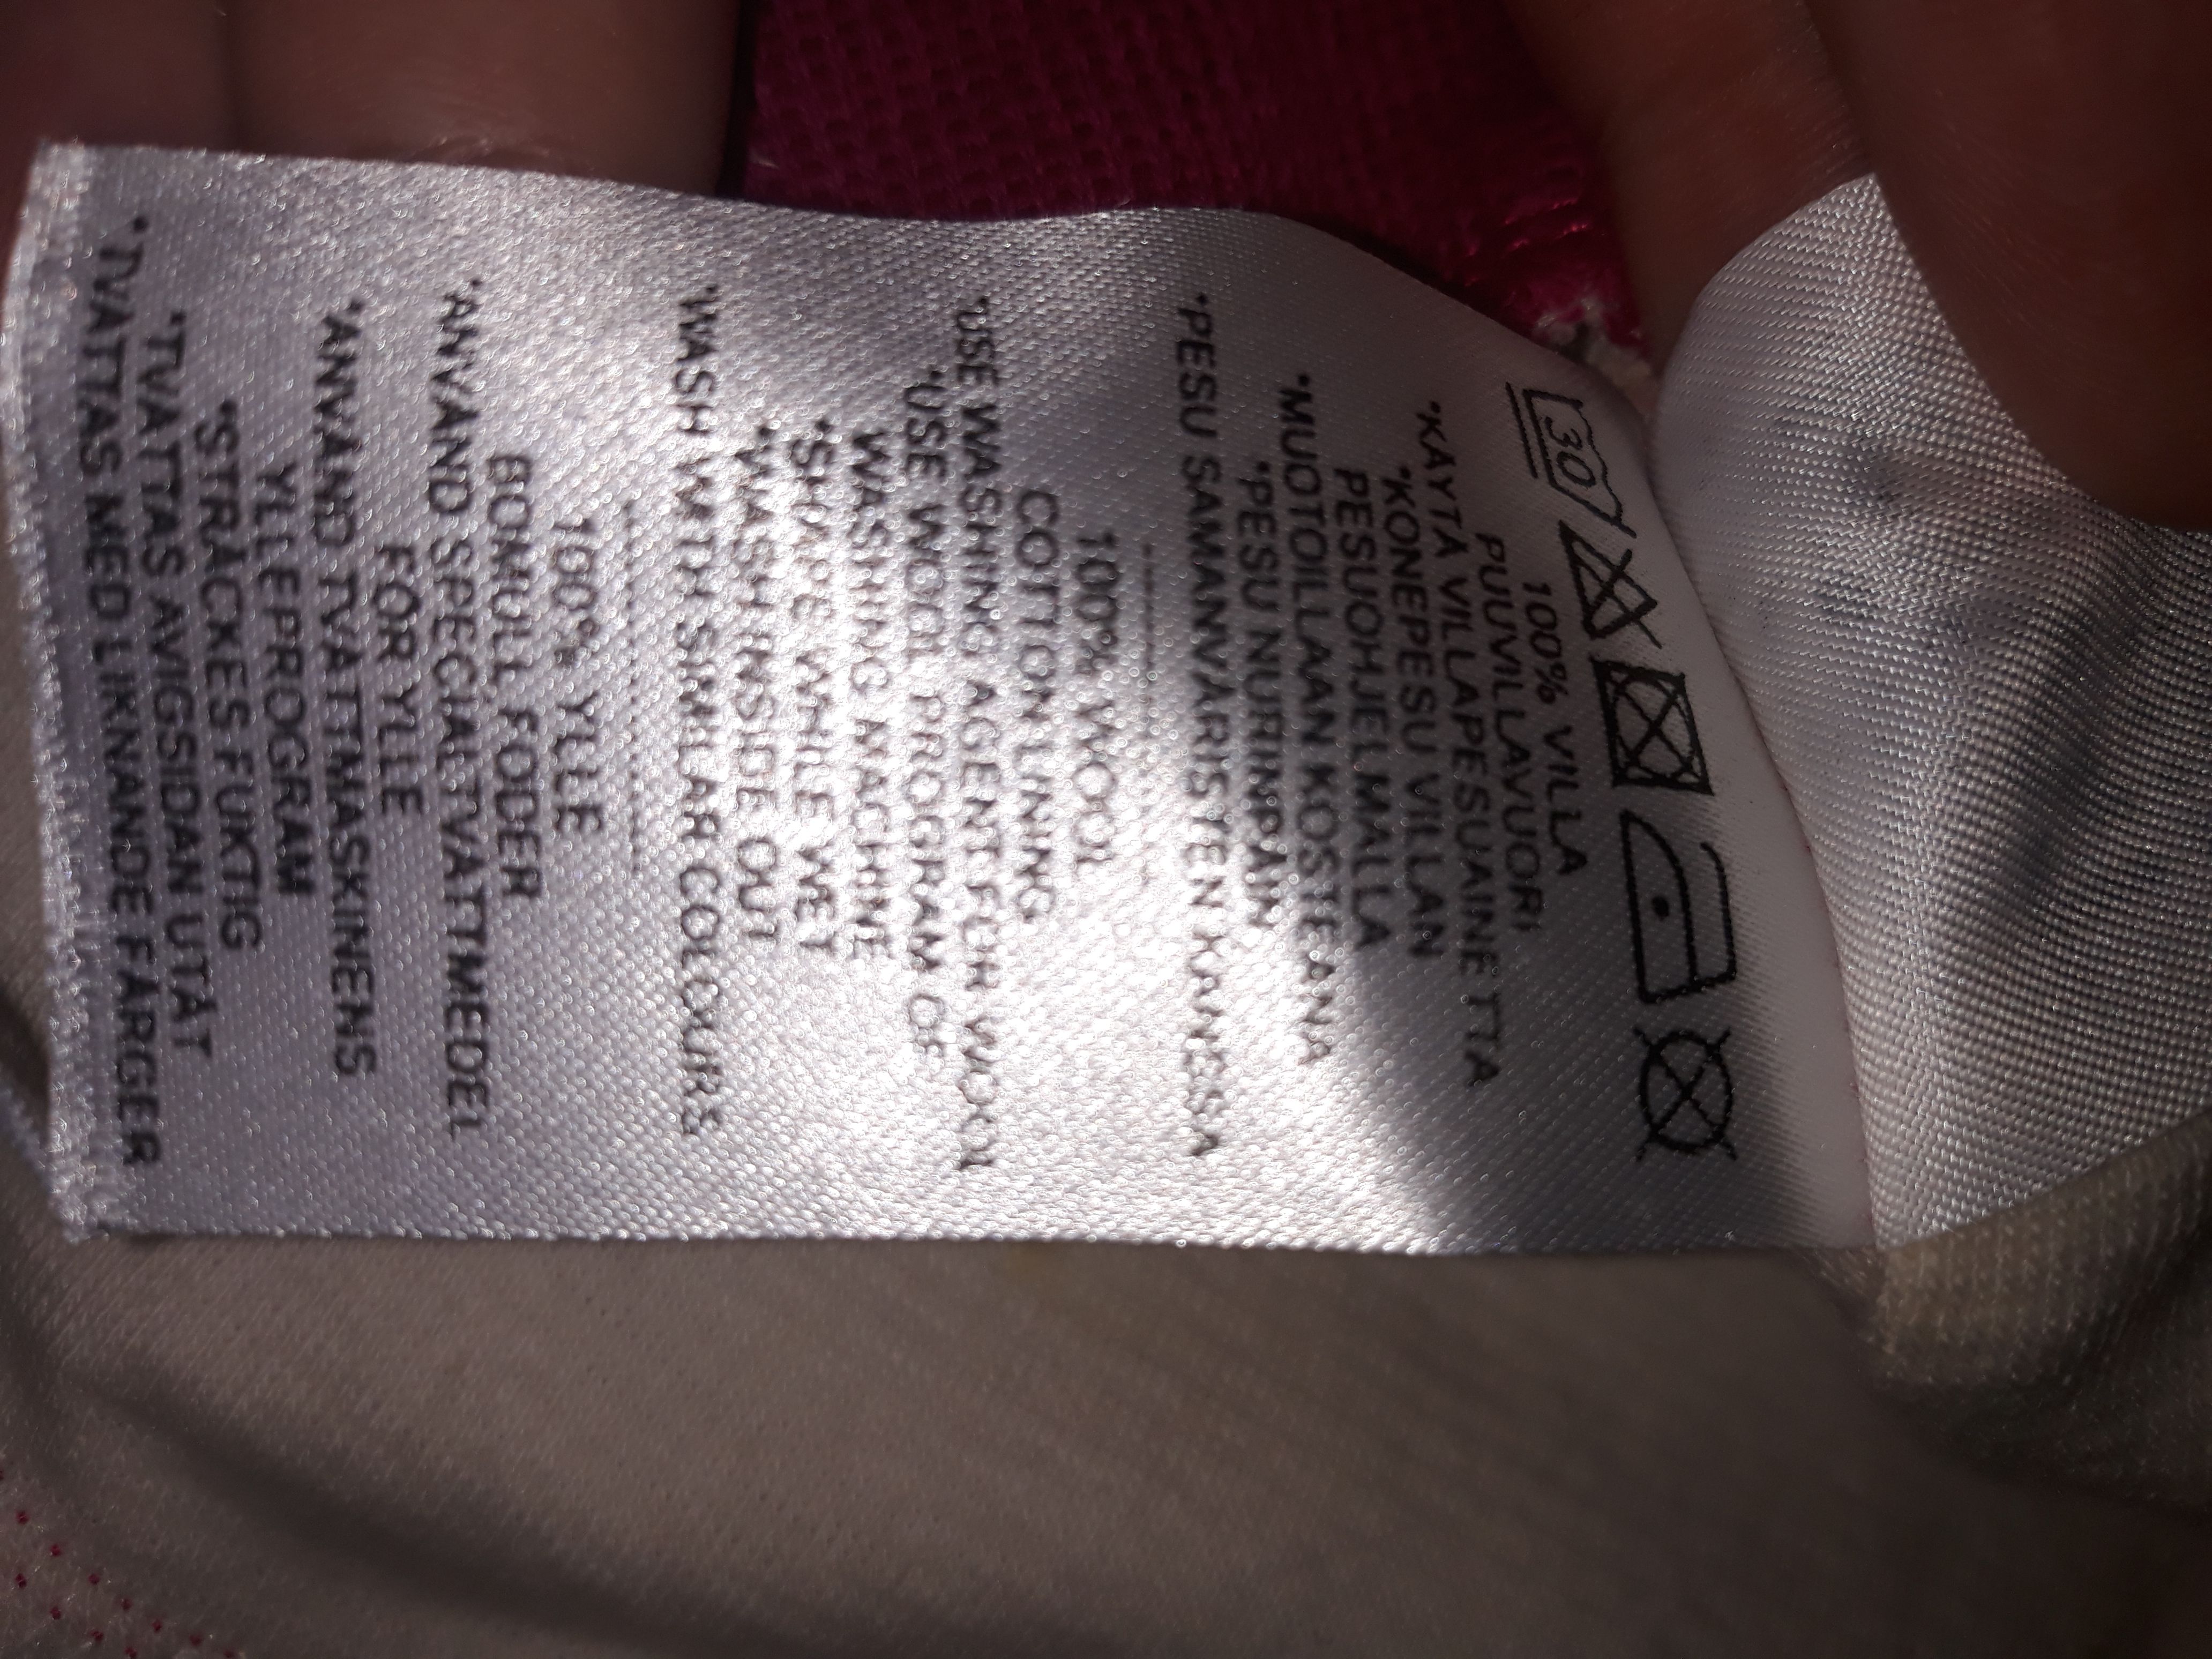 30
100% VILLA
PUUVILLAVUORI
*KÄYTÄ VILLAPESUAINETTA
*KONEPESU VILLAN
PESUOHJELMALLA
*MUOTOILLAAN KOSTEANA
*PESU NURINPÄIN
*PESU SAMANVÄRISTEN KANSSA
100% WOOL
COTTON LINING
*USE WASHING AGENT FOR WOOL
*USE WOOL PROGRAM OF
WASHING MACHINE
*SHAPE WHILE WET
*WASH INSIDE OUT
*WASH WITH SIMILAR COLOURS
100% YLLE
BOMULL FODER
*ANVÄND SPECIALTVÄTTMEDEL
FÖR YLLE
*ANVÄND TVÄTTMASKINENS
YLLEPROGRAM
*STRÄCKES FUKTIG
*TVÄTTAS AVIGSIDAN UTÅT
*TVÄTTAS MED LIKNANDE FÄRGER